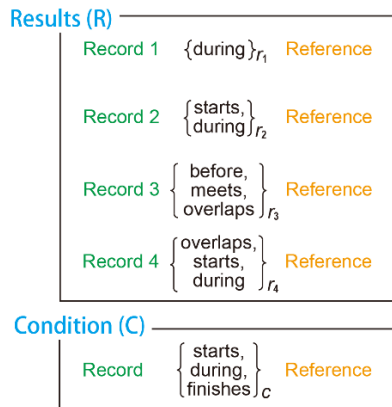 Results (R)
Record 1 {during}r1 Reference
Record 2 {starts, during}r2 Reference
Record 3 {before, meets, overlaps}r3 Reference
Record 4 {overlaps, starts, during}r4 Reference
Condition (C)
Record {starts, during, finishes}C Reference